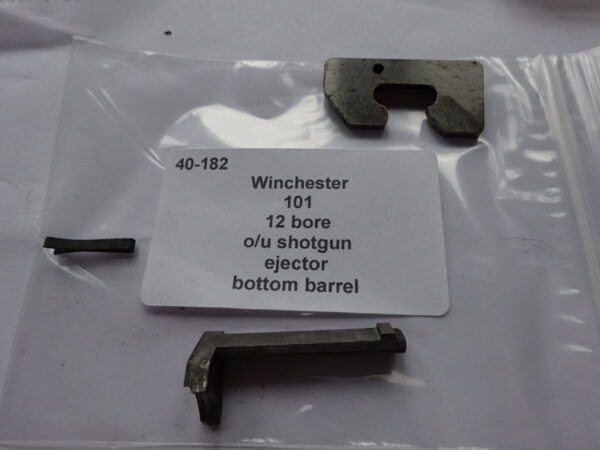 40-182
Winchester
101
12 bore
o/u shotgun
ejector
bottom barrel